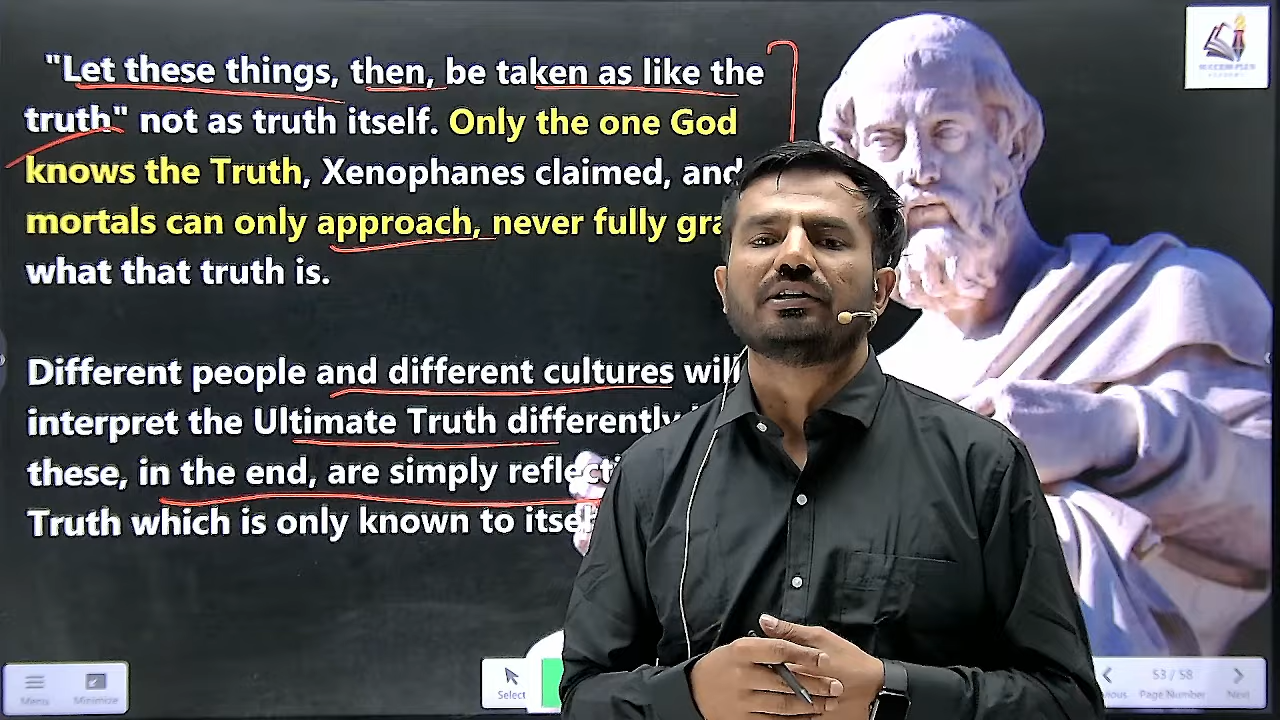 "Let these things, then, be taken as like the
truth" not as truth itself. Only the one God
knows the Truth, Xenophanes claimed, and
mortals can only approach, never fully
what that truth is.
Different people and different cultures will
interpret the Ultimate Truth differently
these, in the end, are simply
Truth which is only known to
Menu
Minimize
Select
53 / 58
Page Number
Next